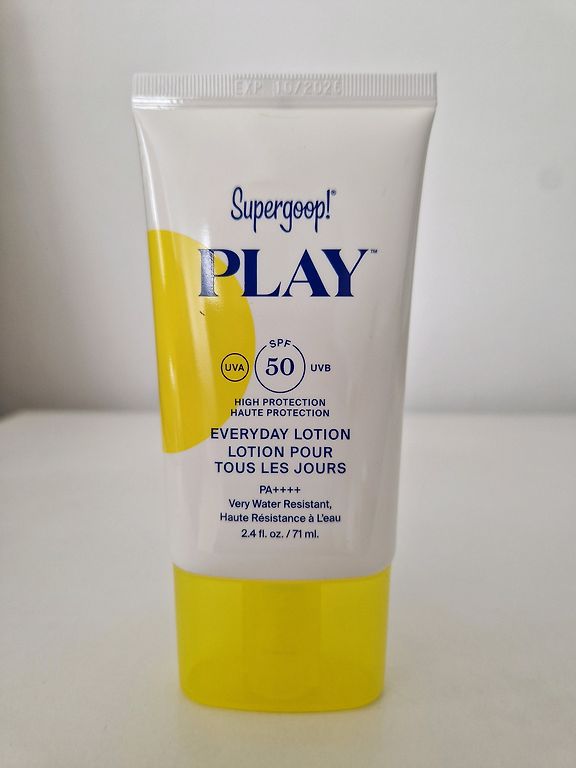 EXP 10/2026
Supergoop!®
PLAY™
SPF
UVA 50 UVB
HIGH PROTECTION
HAUTE PROTECTION
EVERYDAY LOTION
LOTION POUR
TOUS LES JOURS
PA++++
Very Water Resistant,
Haute Résistance à L'eau
2.4 fl. oz. / 71 ml.